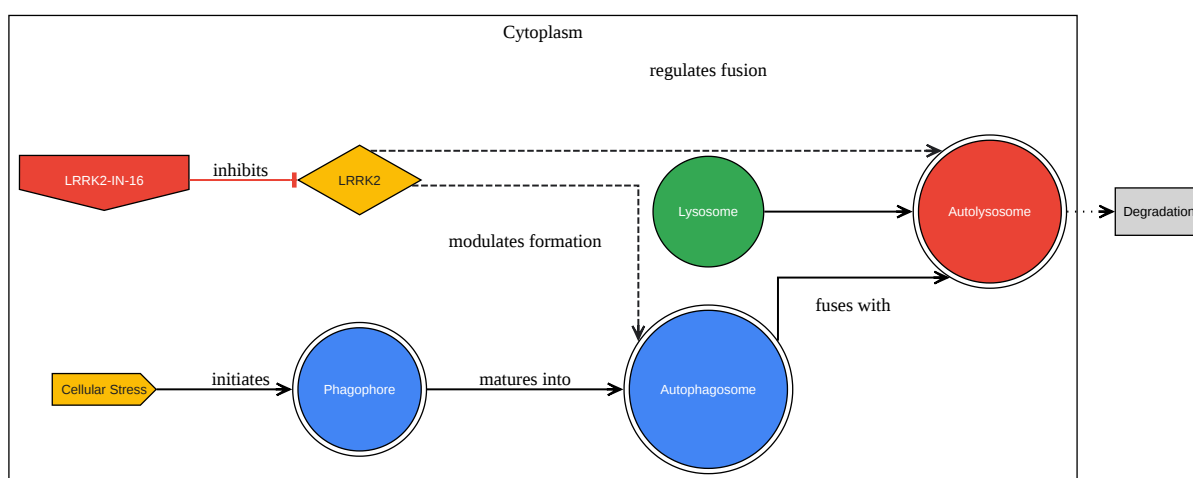 Cytoplasm
regulates fusion
LRRK2-IN-16
inhibits
LRRK2
Lysosome
Autolysosome
Degradation
modulates formation
fuses with
Cellular Stress
initiates
Phagophore
matures into
Autophagosome